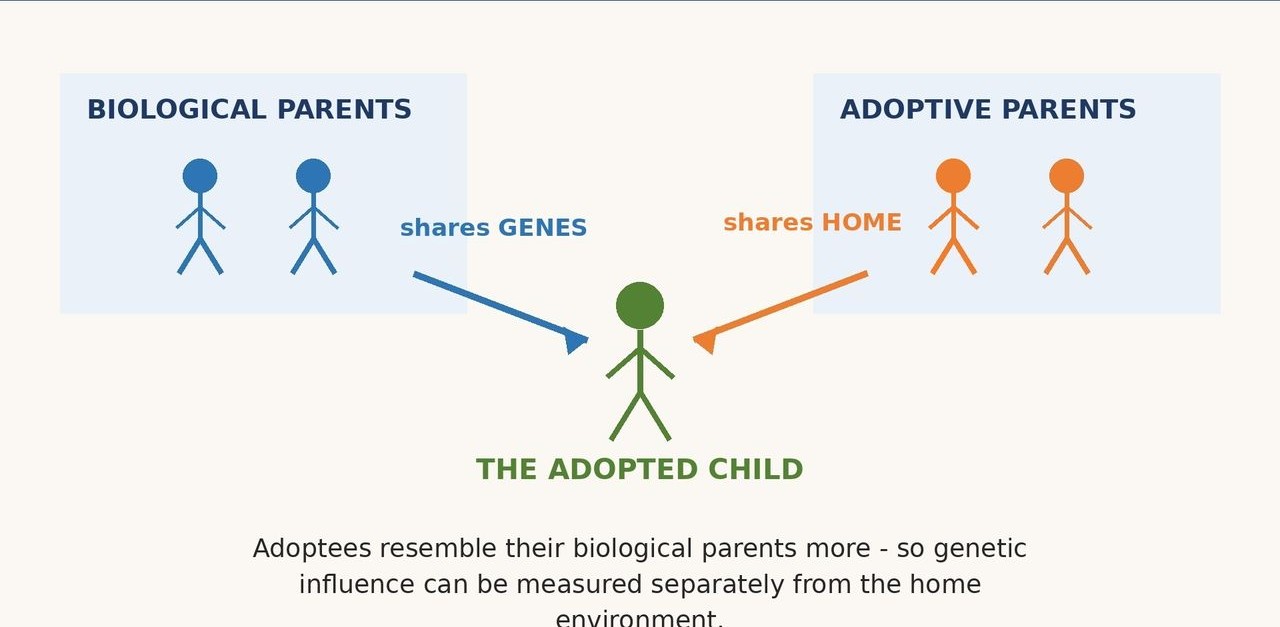 BIOLOGICAL PARENTS
ADOPTIVE PARENTS
shares GENES
shares HOME
THE ADOPTED CHILD
Adoptees resemble their biological parents more - so genetic
influence can be measured separately from the home
environment.